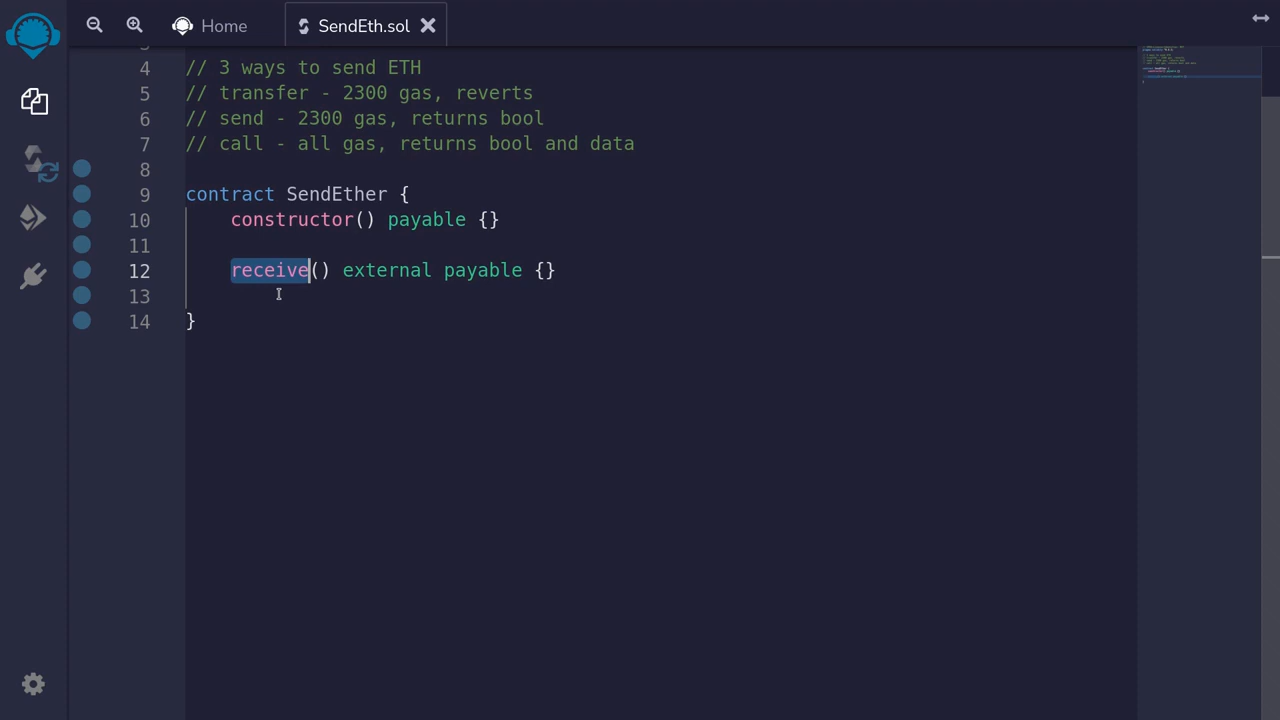 Home
SendEth.sol
4 // 3 ways to send ETH
5 // transfer - 2300 gas, reverts
6 // send - 2300 gas, returns bool
7 // call - all gas, returns bool and data
8
9 contract SendEther {
10 constructor() payable {}
11
12 receive() external payable {}
13
14 }